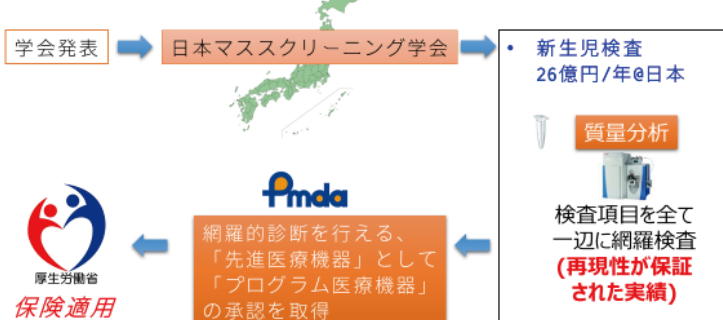 学会発表
日本マススクリーニング学会
• 新生児検査
26億円/年@日本
質量分析
検査項目を全て
一辺に網羅検査
(再現性が保証
された実績)
Pmda
網羅的診断を行える、
「先進医療機器」として
「プログラム医療機器」
の承認を取得
厚生労働省
保険適用